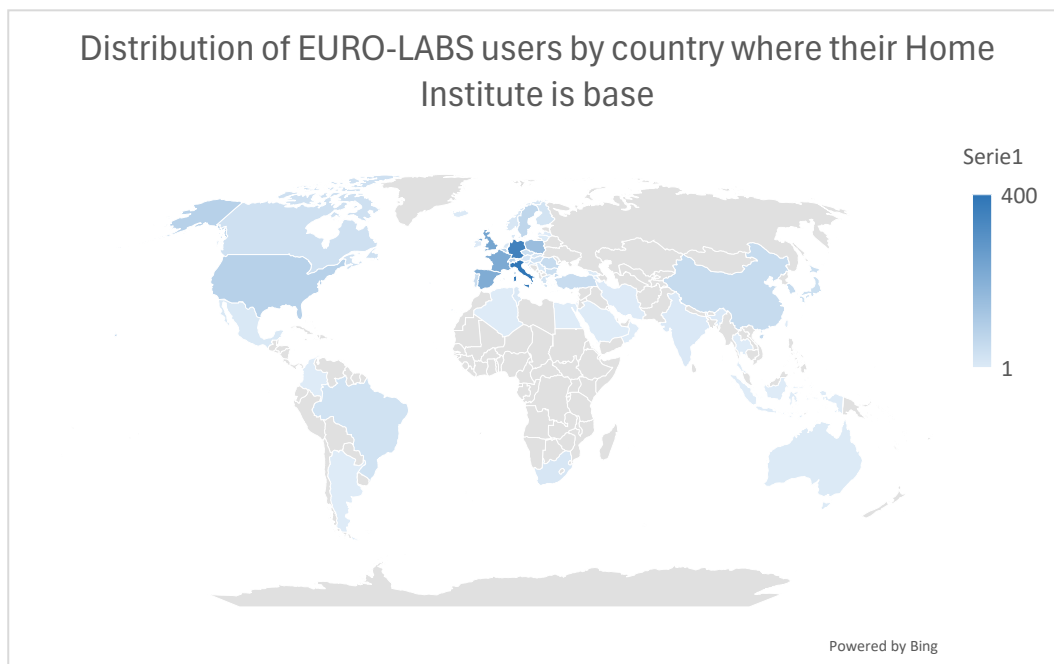 Distribution of EURO-LABS users by country where their Home
Institute is base
Serie1
400
1
Powered by Bing